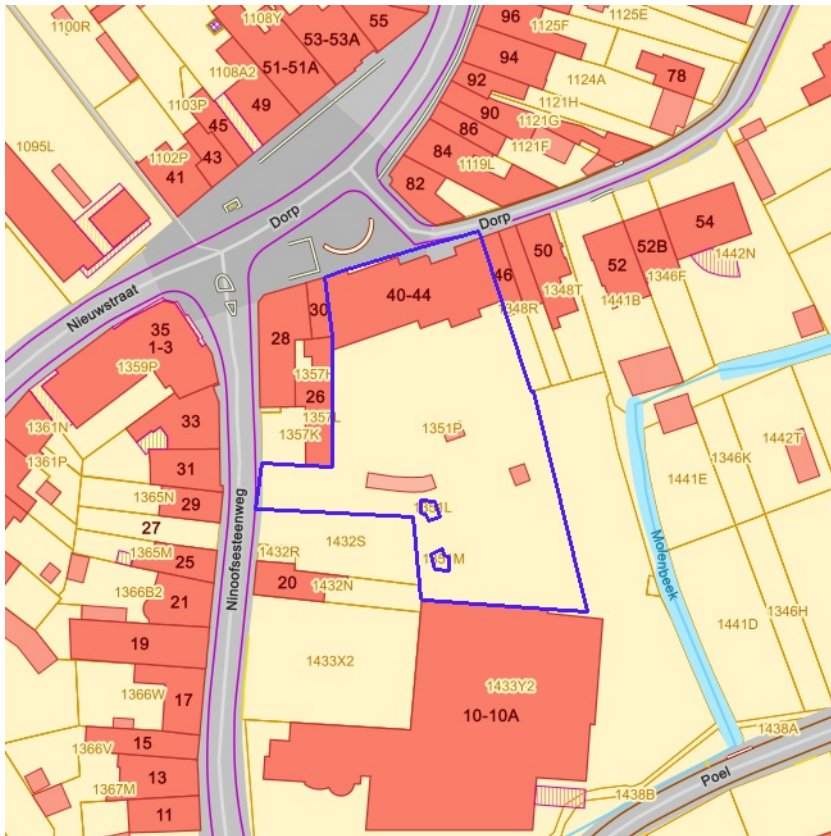 1100R
1108Y
53-53A
55
96
1125F
1125E
94
51-51A
1108A2
92
1124A
78
1103P
49
1121H
90
1121G
45
86
1095L
1102P
43
84
1119L
1121F
41
82
Dorp
Dorp
54
50
52B
1442N
52
1346F
46
1348T
Nieuwstraat
40-44
1441B
1348R
30
35
1-3
28
1359P
1357H
26
33
1361N
1357L
1351P
1357K
1442T
1346K
1361P
31
1441E
1365N
29
1351L
27
1432S
Molenbeek
Ninoofsesteenweg
1432R
1365M
25
1351M
20
1432N
1366B2
21
1346H
1441D
19
1433X2
1433Y2
1366W
17
10-10A
15
1366V
1438A
13
Poel
1367M
1438B
11